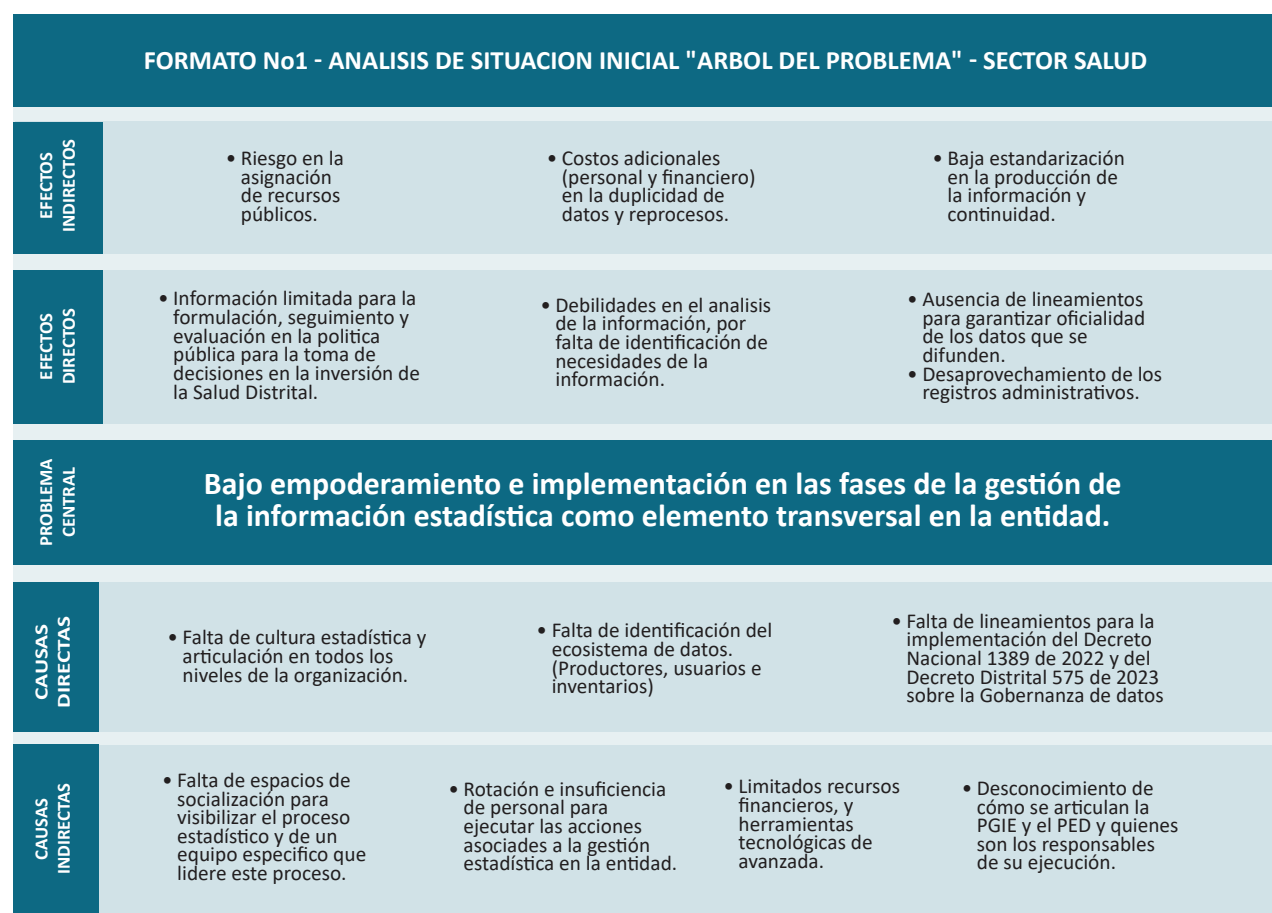 FORMATO No1 - ANALISIS DE SITUACION INICIAL "ARBOL DEL PROBLEMA" - SECTOR SALUD
EFECTOS
INDIRECTOS
• Riesgo en la
asignación
de recursos
públicos.
• Costos adicionales
(personal y financiero)
en la duplicidad de
datos y reprocesos.
• Baja estandarización
en la producción de
la información y
continuidad.
EFECTOS
DIRECTOS
• Información limitada para la
formulación, seguimiento y
evaluación en la politica
pública para la toma de
decisiones en la inversión de
la Salud Distrital.
• Debilidades en el analisis
de la información, por
falta de identificación de
necesidades de la
información.
• Ausencia de lineamientos
para garantizar oficialidad
de los datos que se
difunden.
• Desaprovechamiento de los
registros administrativos.
PROBLEMA
CENTRAL
Bajo empoderamiento e implementación en las fases de la gestión de
la información estadística como elemento transversal en la entidad.
CAUSAS
DIRECTAS
• Falta de cultura estadística y
articulación en todos los
niveles de la organización.
• Falta de identificación del
ecosistema de datos.
(Productores, usuarios e
inventarios)
• Falta de lineamientos para la
implementación del Decreto
Nacional 1389 de 2022 y del
Decreto Distrital 575 de 2023
sobre la Gobernanza de datos
CAUSAS
INDIRECTAS
• Falta de espacios de
socialización para
visibilizar el proceso
estadístico y de un
equipo especifico que
lidere este proceso.
• Rotación e insuficiencia
de personal para
ejecutar las acciones
asociades a la gestión
estadística en la entidad.
• Limitados recursos
financieros, y
herramientas
tecnológicas de
avanzada.
• Desconocimiento de
cómo se articulan la
PGIE y el PED y quienes
son los responsables
de su ejecución.